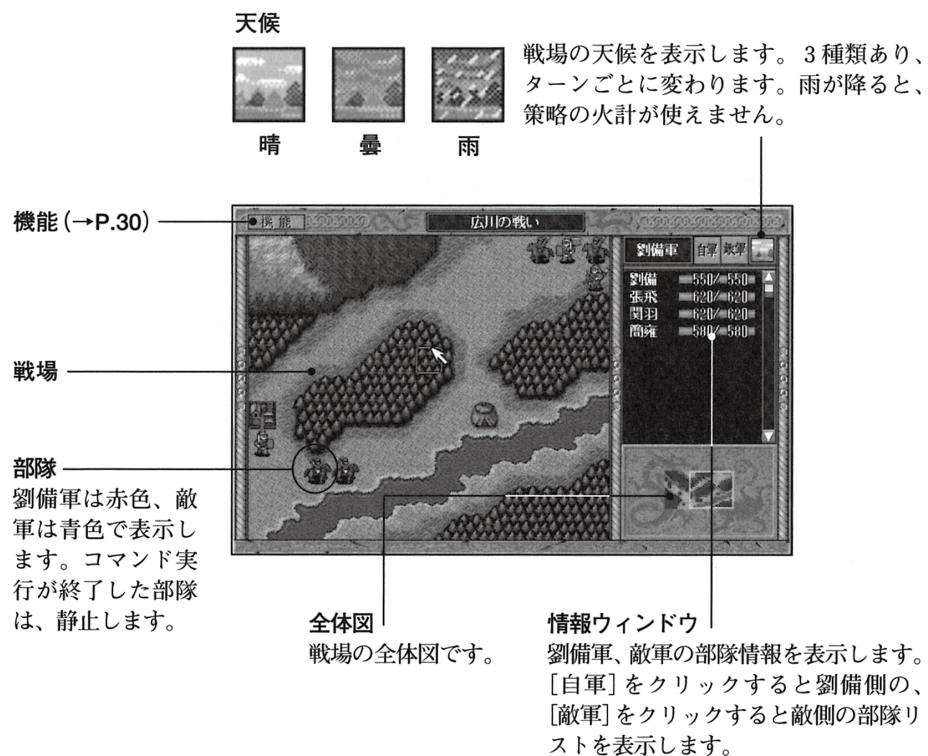 天候
晴
曇
雨
戦場の天候を表示します。3種類あり、
ターンごとに変わります。雨が降ると、
策略の火計が使えません。
機能(→P.30)
機能
広川の戦い
劉備軍
自軍
敵軍
劉備 550/ 550
張飛 620/ 620
関羽 620/ 620
簡雍 580/ 580
戦場
部隊
劉備軍は赤色、敵
軍は青色で表示し
ます。コマンド実
行が終了した部隊
は、静止します。
全体図
戦場の全体図です。
情報ウィンドウ
劉備軍、敵軍の部隊情報を表示します。
[自軍]をクリックすると劉備側の、
[敵軍]をクリックすると敵側の部隊リ
ストを表示します。